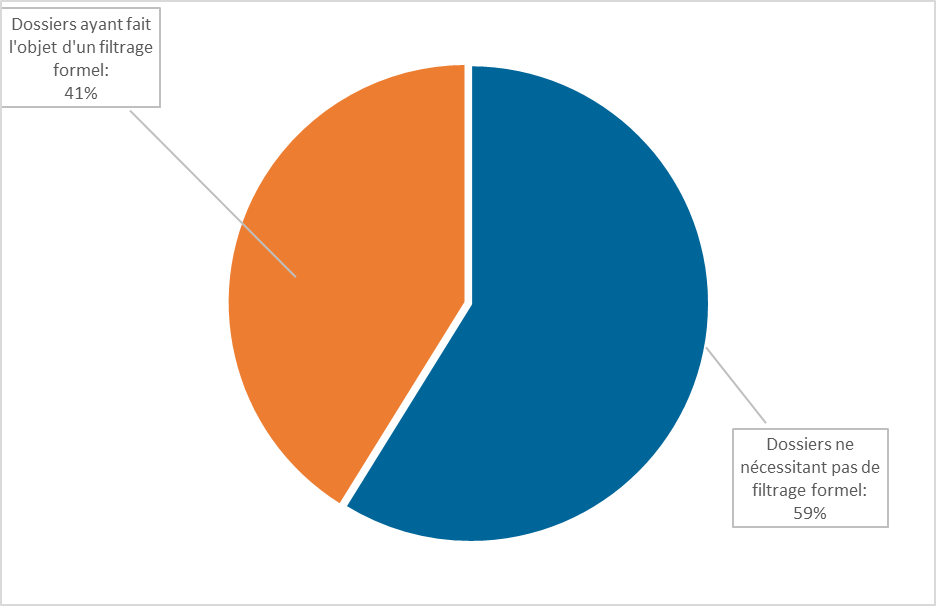 Dossiers ayant fait
l'objet d'un filtrage
formel:
41%
Dossiers ne
nécessitant pas de
filtrage formel:
59%